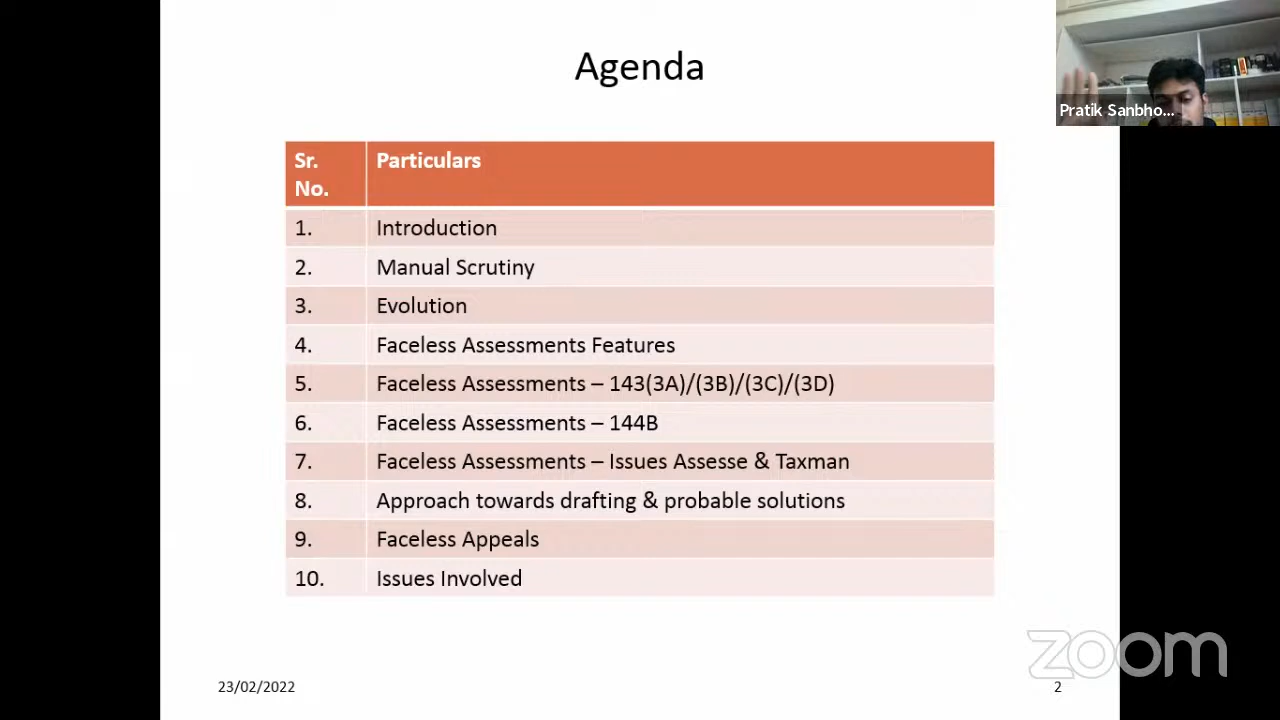 Agenda
Pratik Sanbho...
Sr. No. Particulars
1. Introduction
2. Manual Scrutiny
3. Evolution
4. Faceless Assessments Features
5. Faceless Assessments – 143(3A)/(3B)/(3C)/(3D)
6. Faceless Assessments – 144B
7. Faceless Assessments – Issues Assesse & Taxman
8. Approach towards drafting & probable solutions
9. Faceless Appeals
10. Issues Involved
zoom
23/02/2022
2